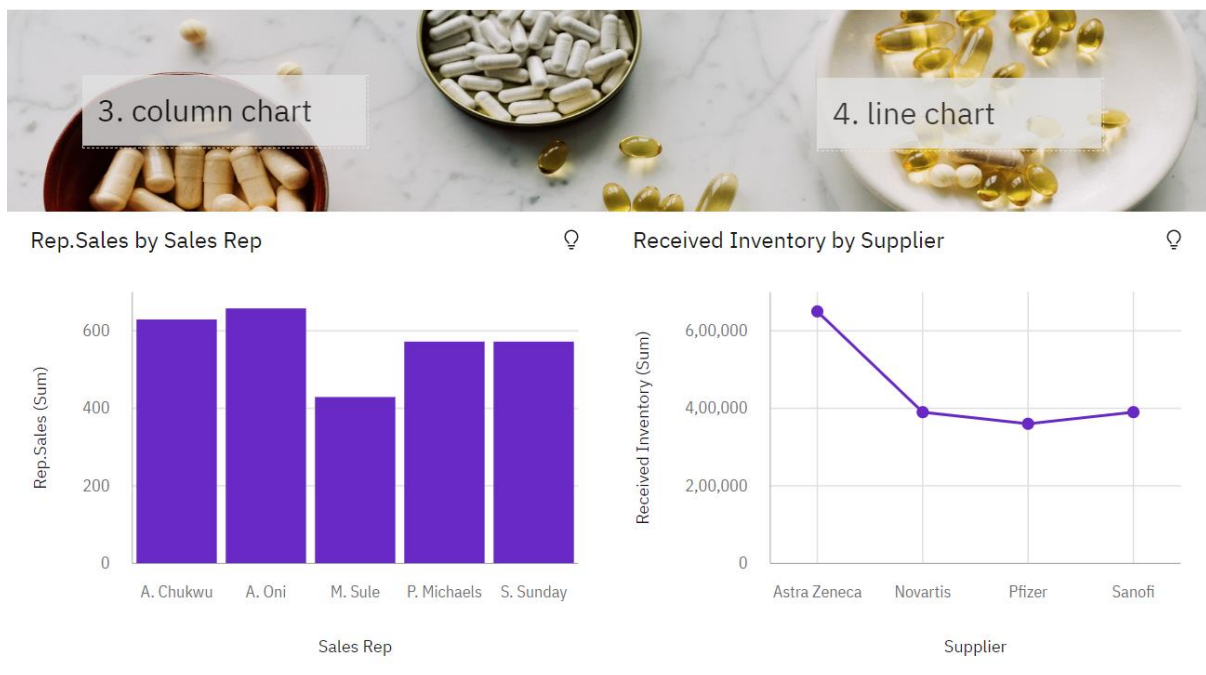 3. column chart
4. line chart
Rep.Sales by Sales Rep
Rep.Sales (Sum)
600
400
200
0
A. Chukwu
A. Oni
M. Sule
P. Michaels
S. Sunday
Sales Rep
Received Inventory by Supplier
Received Inventory (Sum)
6,00,000
4,00,000
2,00,000
0
Astra Zeneca
Novartis
Pfizer
Sanofi
Supplier